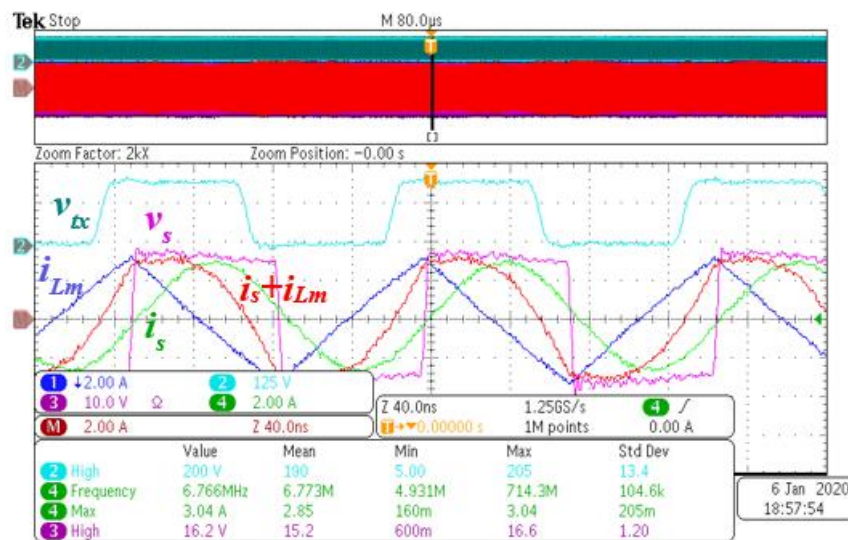 Tek Stop M 80.0µs
T
2
M
Zoom Factor: 2kX Zoom Position: -0.00 s
T
v_tx
v_s
2
i_Lm
i_s+i_Lm
M
i_s
1 ↓2.00 A 2 125 V
3 10.0 V Ω 4 2.00 A
M 2.00 A Z 40.0ns
Z 40.0ns 1.25GS/s 4 ∫
T→▼0.00000 s 1M points 0.00 A
Value Mean Min Max Std Dev
2 High 200 V 190 5.00 205 13.4
4 Frequency 6.766MHz 6.773M 4.931M 714.3M 104.6k
4 Max 3.04 A 2.85 160m 3.04 205m
3 High 16.2 V 15.2 600m 16.6 1.20
6 Jan 2020
18:57:54